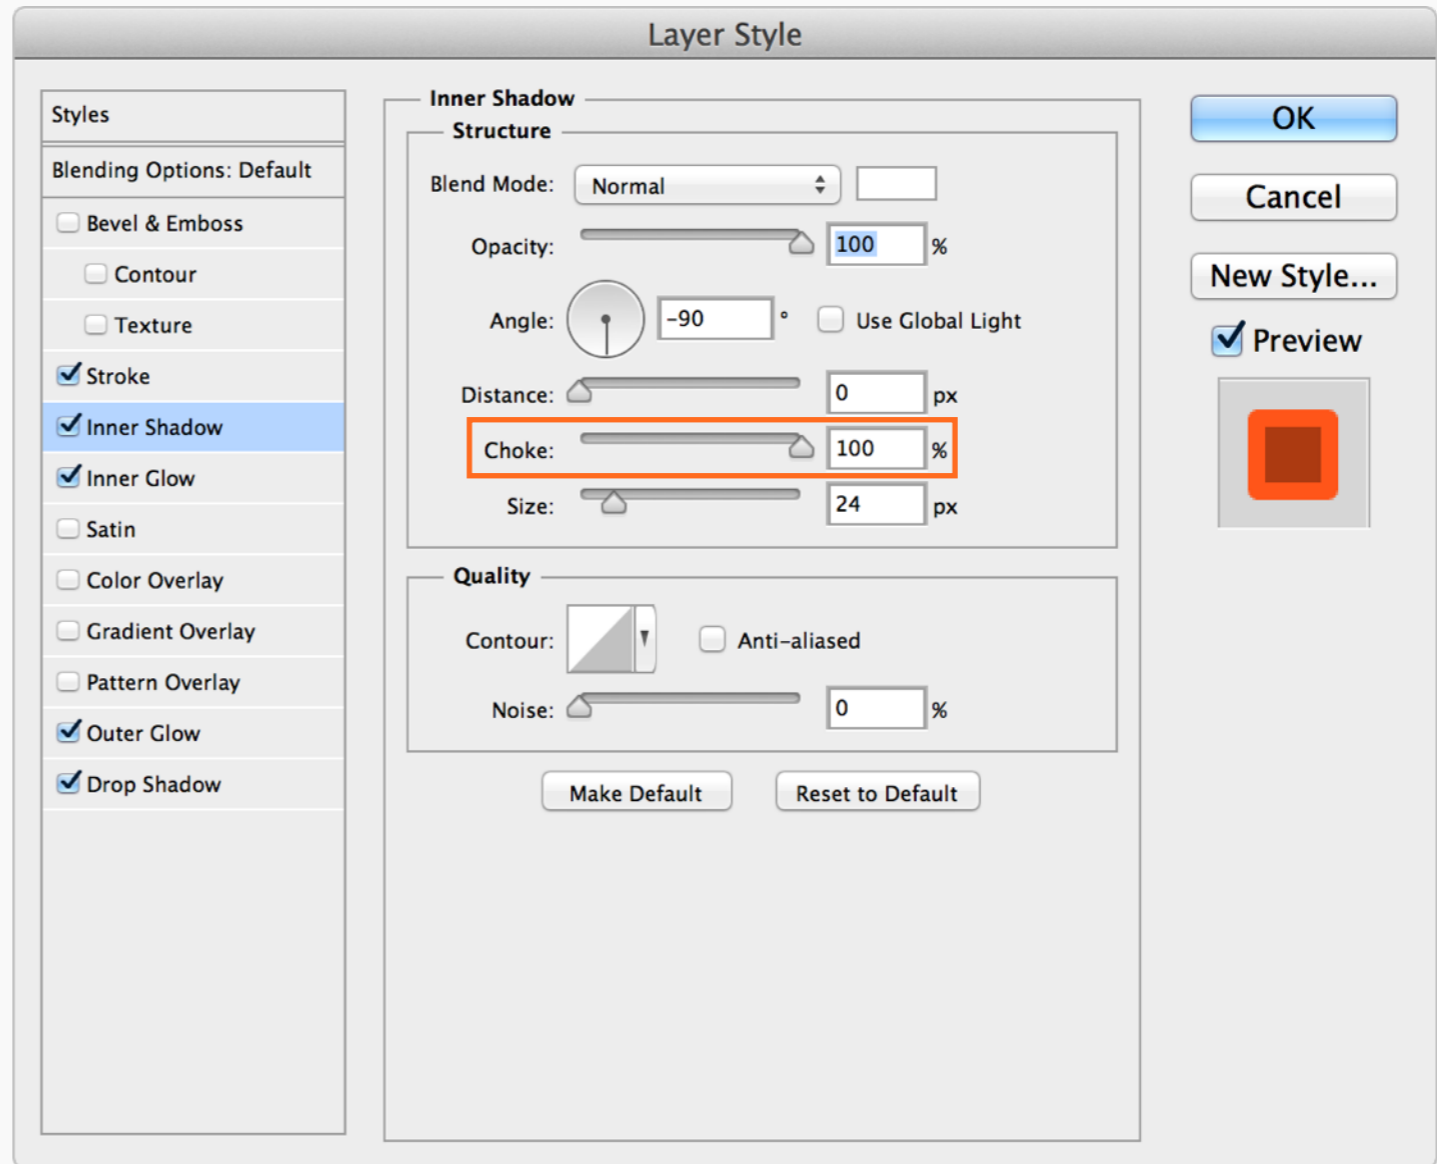 Layer Style
Styles
Blending Options: Default
Bevel & Emboss
Contour
Texture
Stroke
Inner Shadow
Inner Glow
Satin
Color Overlay
Gradient Overlay
Pattern Overlay
Outer Glow
Drop Shadow
Inner Shadow
Structure
Blend Mode: Normal
Opacity: 100 %
Angle: -90 ° Use Global Light
Distance: 0 px
Choke: 100 %
Size: 24 px
Quality
Contour: Anti-aliased
Noise: 0 %
Make Default Reset to Default
OK
Cancel
New Style...
Preview